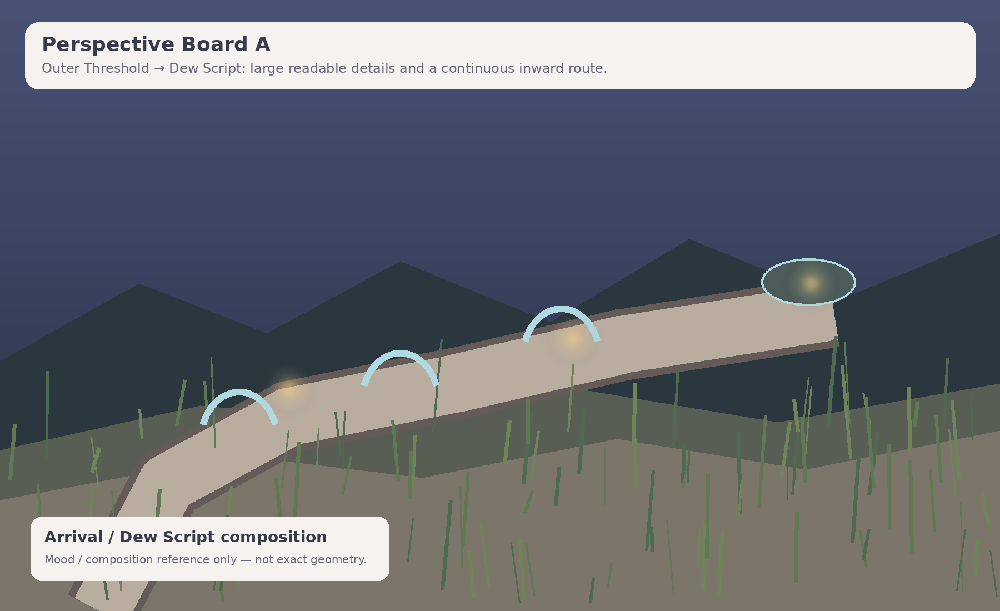 Perspective Board A
Outer Threshold → Dew Script: large readable details and a continuous inward route.
Arrival / Dew Script composition
Mood / composition reference only — not exact geometry.